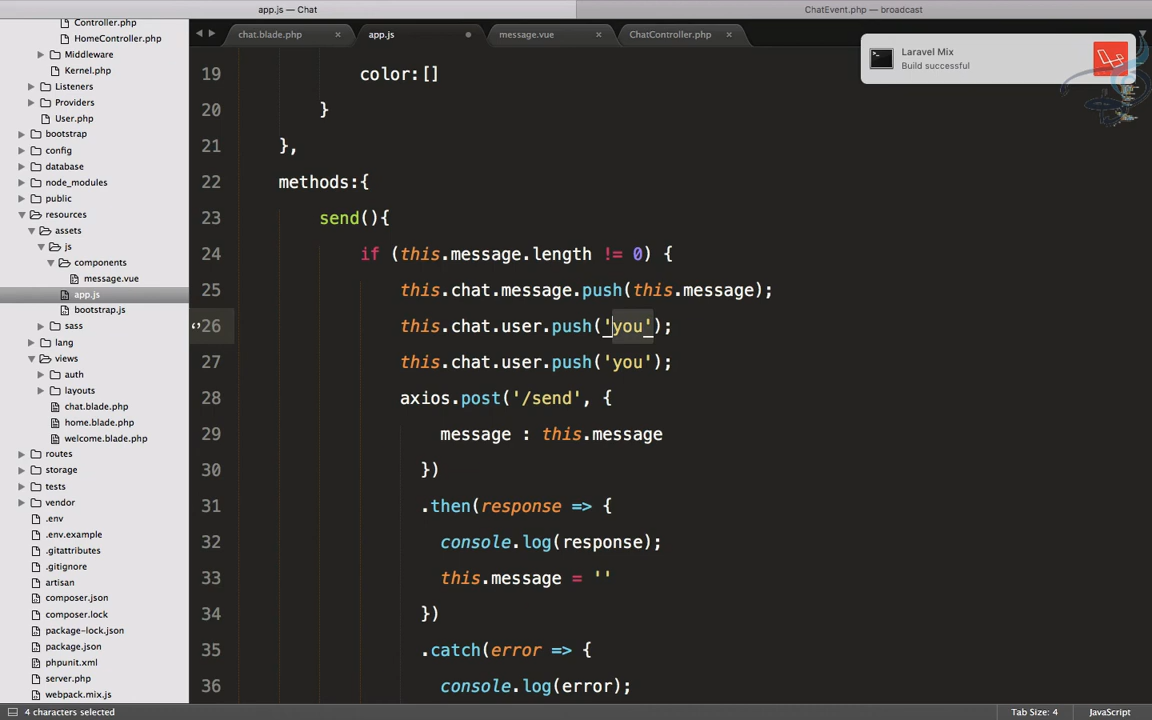 app.js — Chat
ChatEvent.php — broadcast
chat.blade.php ×
app.js
message.vue ×
ChatController.php ×
Laravel Mix
Build successful
Controller.php
HomeController.php
Middleware
Kernel.php
Listeners
Providers
User.php
bootstrap
config
database
node_modules
public
resources
assets
js
components
message.vue
app.js
bootstrap.js
sass
lang
views
auth
layouts
chat.blade.php
home.blade.php
welcome.blade.php
routes
storage
tests
vendor
.env
.env.example
.gitattributes
.gitignore
artisan
composer.json
composer.lock
package-lock.json
package.json
phpunit.xml
server.php
webpack.mix.js
19 color:[]
20 }
21 },
22 methods:{
23 send(){
24 if (this.message.length != 0) {
25 this.chat.message.push(this.message);
26 this.chat.user.push('you');
27 this.chat.user.push('you');
28 axios.post('/send', {
29 message : this.message
30 })
31 .then(response => {
32 console.log(response);
33 this.message = ''
34 })
35 .catch(error => {
36 console.log(error);
4 characters selected
Tab Size: 4
JavaScript